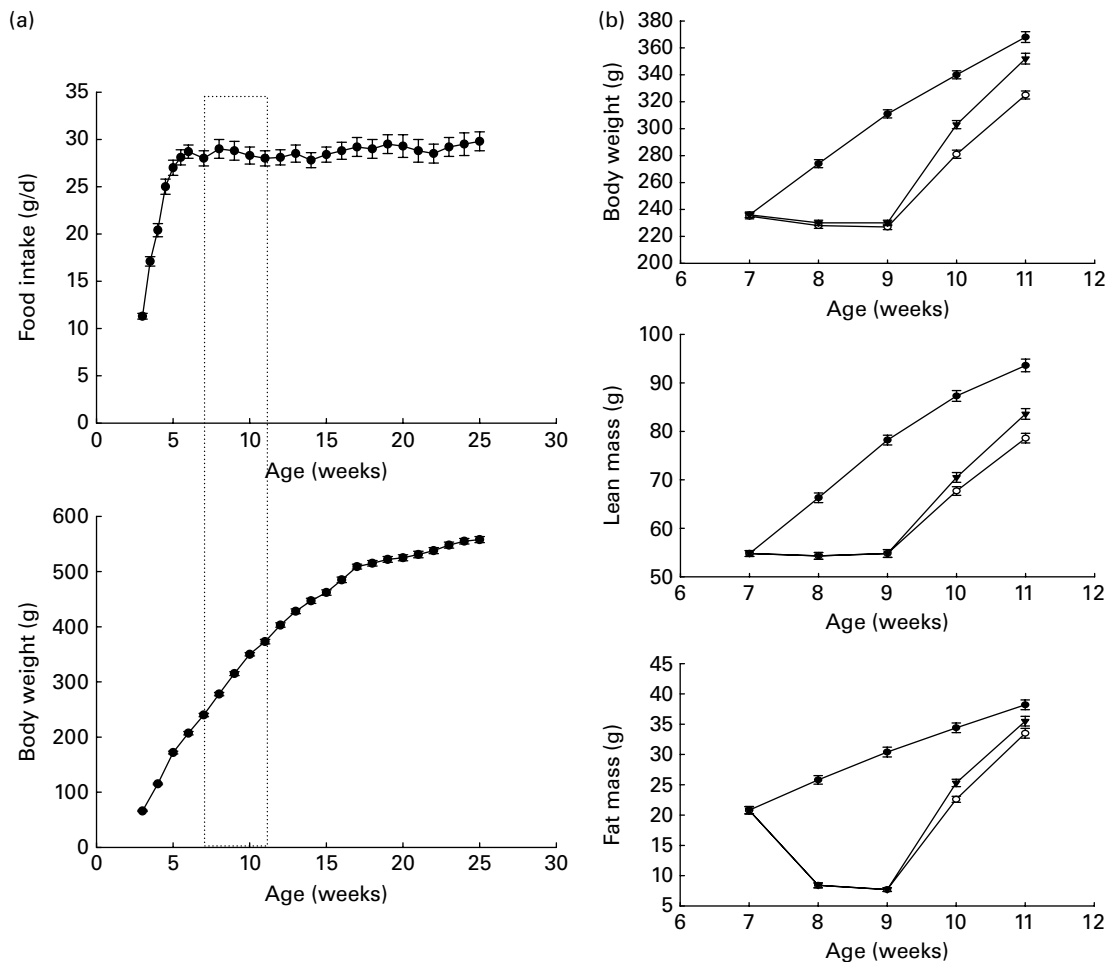 (a)
35
30
25
20
15
10
5
0
Food intake (g/d)
0 5 10 15 20 25 30
Age (weeks)
600
500
400
300
200
100
0
Body weight (g)
0 5 10 15 20 25 30
Age (weeks)
(b)
380
360
340
320
300
280
260
240
220
200
Body weight (g)
6 7 8 9 10 11 12
Age (weeks)
100
90
80
70
60
50
Lean mass (g)
6 7 8 9 10 11 12
Age (weeks)
45
40
35
30
25
20
15
10
5
Fat mass (g)
6 7 8 9 10 11 12
Age (weeks)